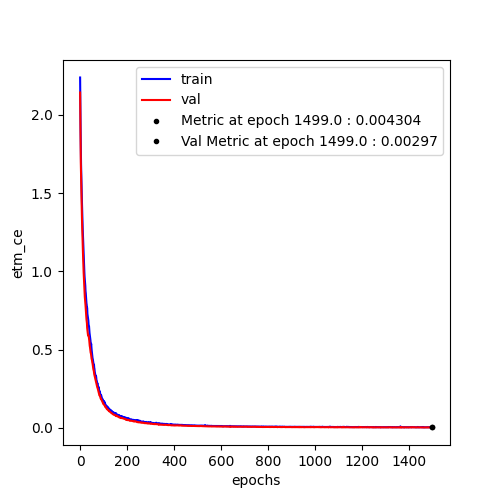 train
val
Metric at epoch 1499.0 : 0.004304
Val Metric at epoch 1499.0 : 0.00297
2.0
1.5
1.0
0.5
0.0
etm_ce
0 200 400 600 800 1000 1200 1400
epochs